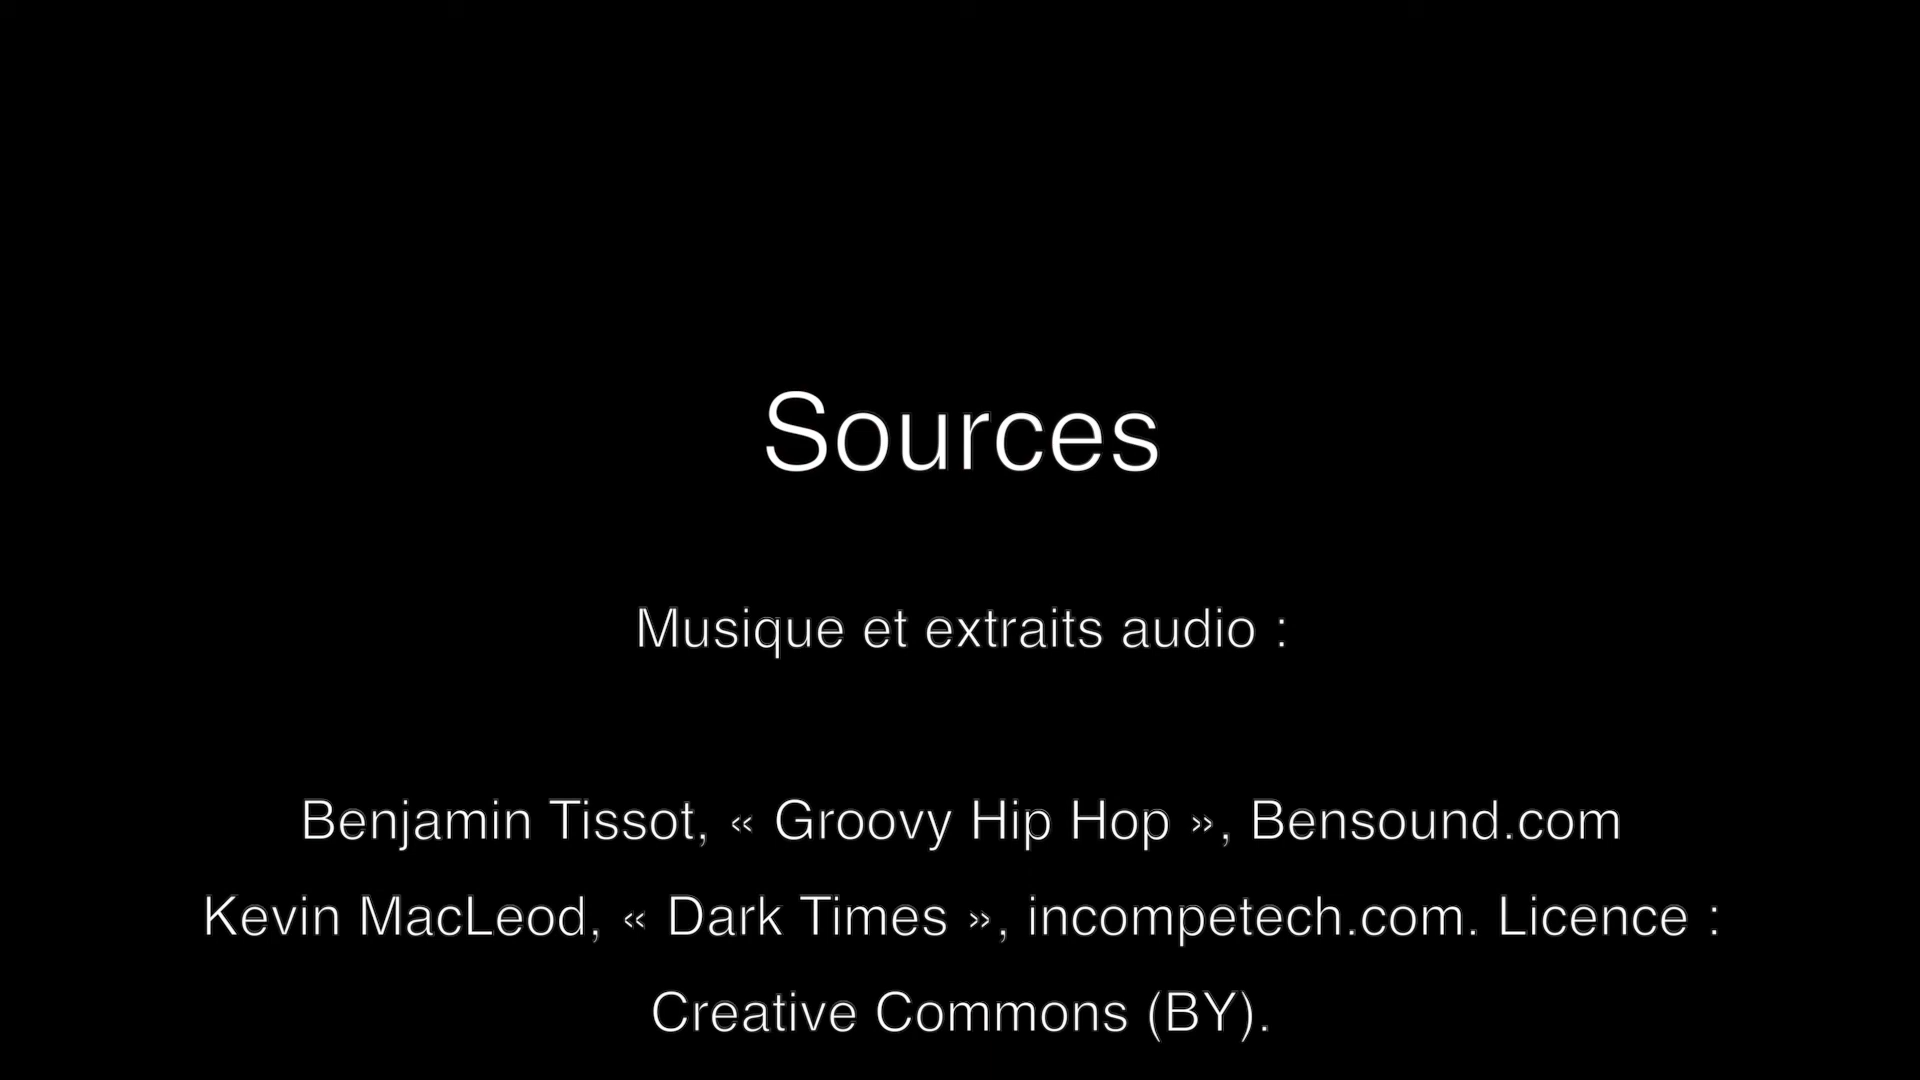 Sources
Musique et extraits audio :
Benjamin Tissot, « Groovy Hip Hop », Bensound.com
Kevin MacLeod, « Dark Times », incompetech.com. Licence :
Creative Commons (BY).